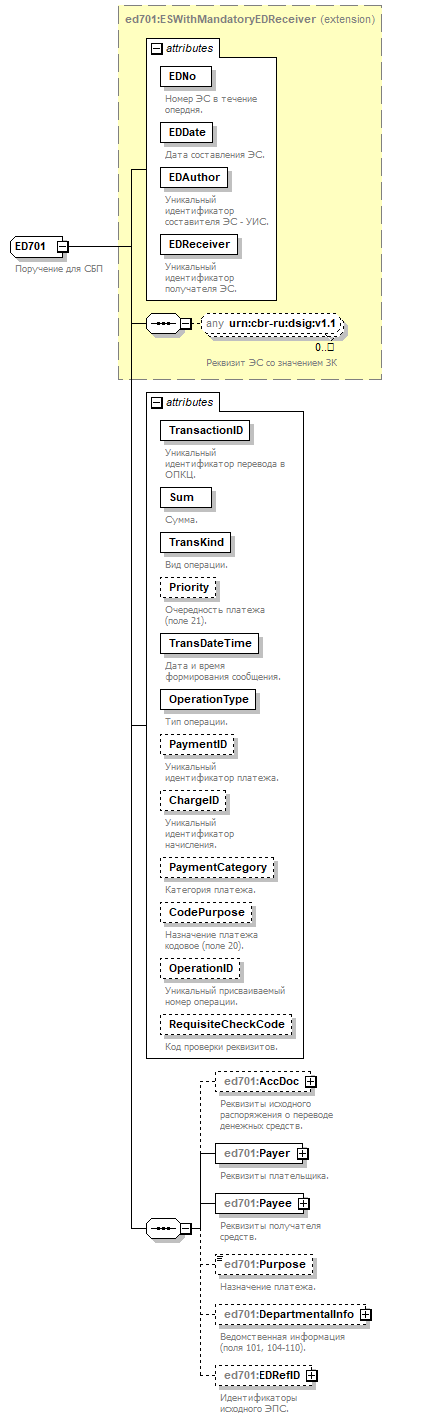 ed701:ESWithMandatoryEDReceiver (extension)
attributes
EDNo
Номер ЭС в течение
опердня.
EDDate
Дата составления ЭС.
EDAuthor
Уникальный
идентификатор
составителя ЭС - УИС.
EDReceiver
Уникальный
идентификатор
получателя ЭС.
ED701
Поручение для СБП
any urn:cbr-ru:dsig:v1.1
0..
Реквизит ЭС со значением ЗК
attributes
TransactionID
Уникальный
идентификатор перевода в
ОПКЦ.
Sum
Сумма.
TransKind
Вид операции.
Priority
Очередность платежа
(поле 21).
TransDateTime
Дата и время
формирования сообщения.
OperationType
Тип операции.
PaymentID
Уникальный
идентификатор платежа.
ChargeID
Уникальный
идентификатор
начисления.
PaymentCategory
Категория платежа.
CodePurpose
Назначение платежа
кодовое (поле 20).
OperationID
Уникальный присваиваемый
номер операции.
RequisiteCheckCode
Код проверки реквизитов.
ed701:AccDoc
Реквизиты исходного
распоряжения о переводе
денежных средств.
ed701:Payer
Реквизиты плательщика.
ed701:Payee
Реквизиты получателя
средств.
ed701:Purpose
Назначение платежа.
ed701:DepartmentalInfo
Ведомственная информация
(поля 101, 104-110).
ed701:EDRefID
Идентификаторы
исходного ЭПС.